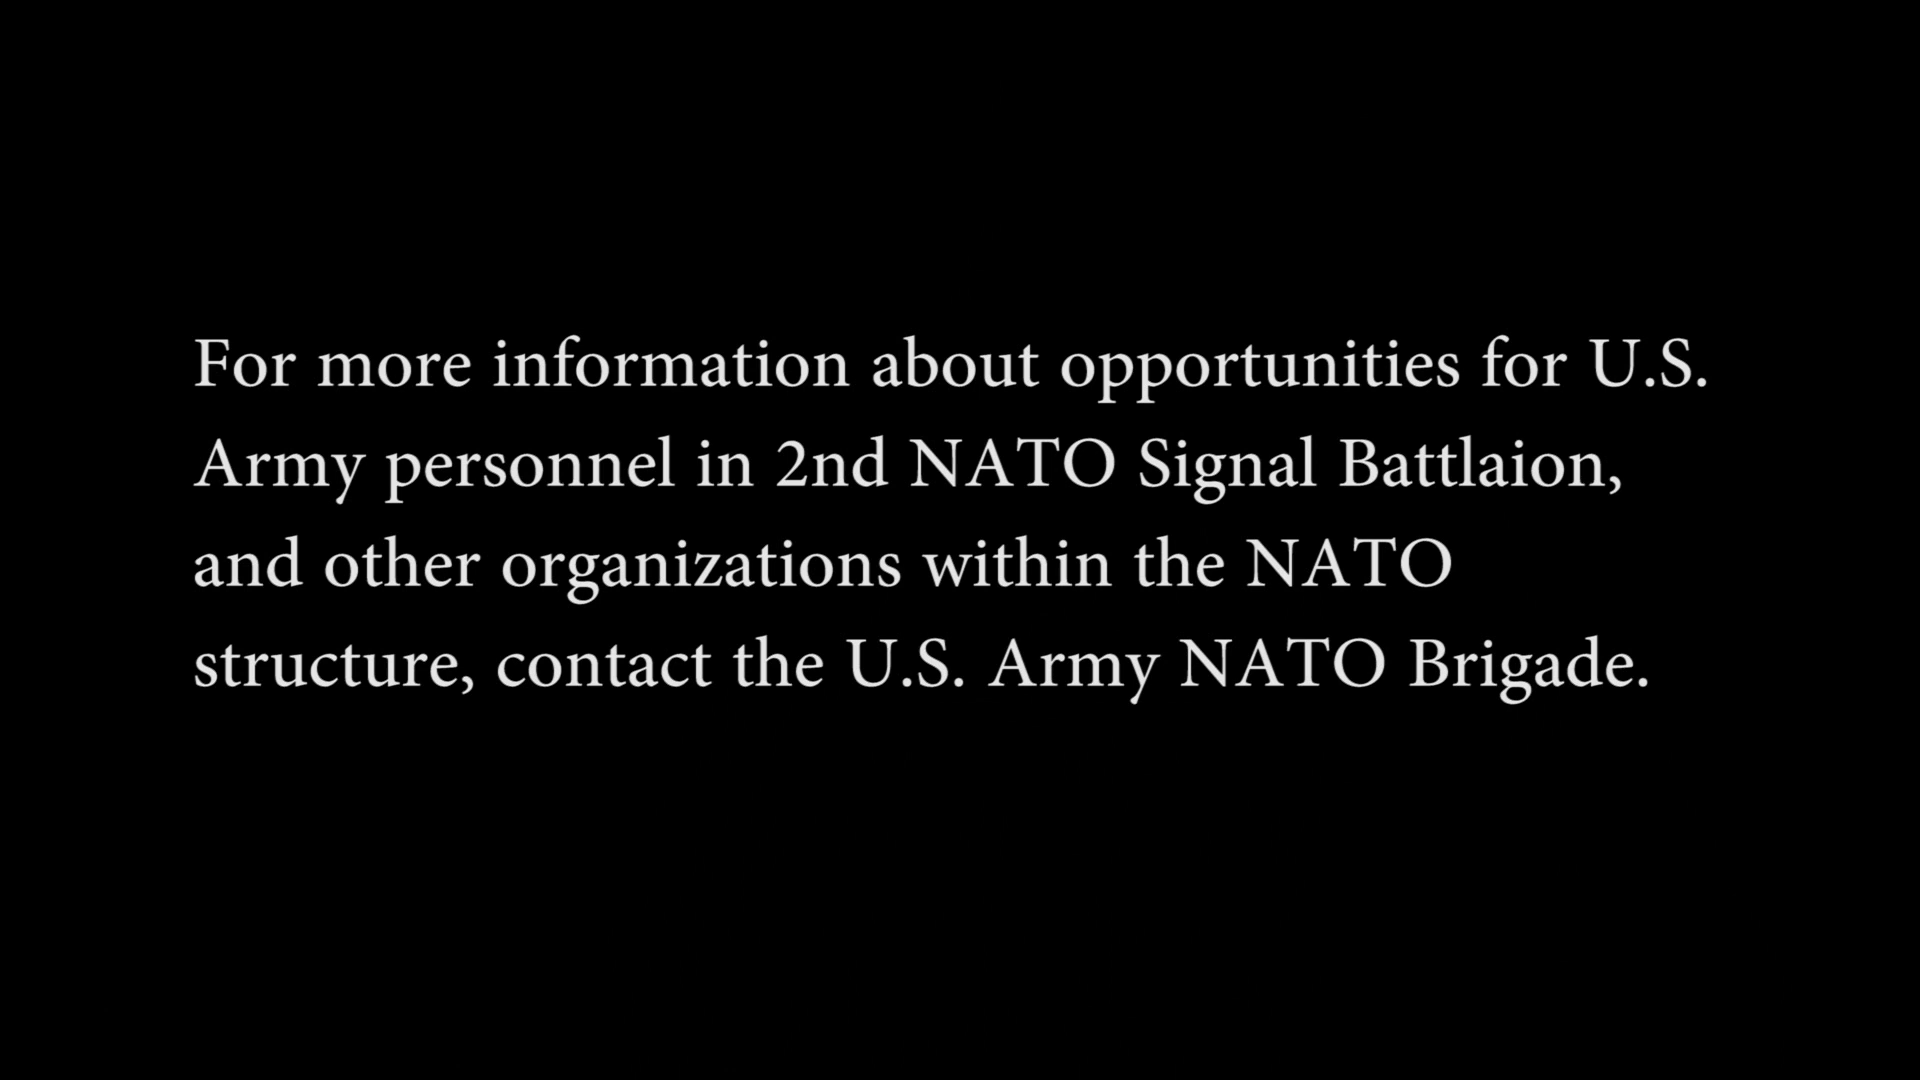 For more information about opportunities for U.S.
Army personnel in 2nd NATO Signal Battlaion,
and other organizations within the NATO
structure, contact the U.S. Army NATO Brigade.